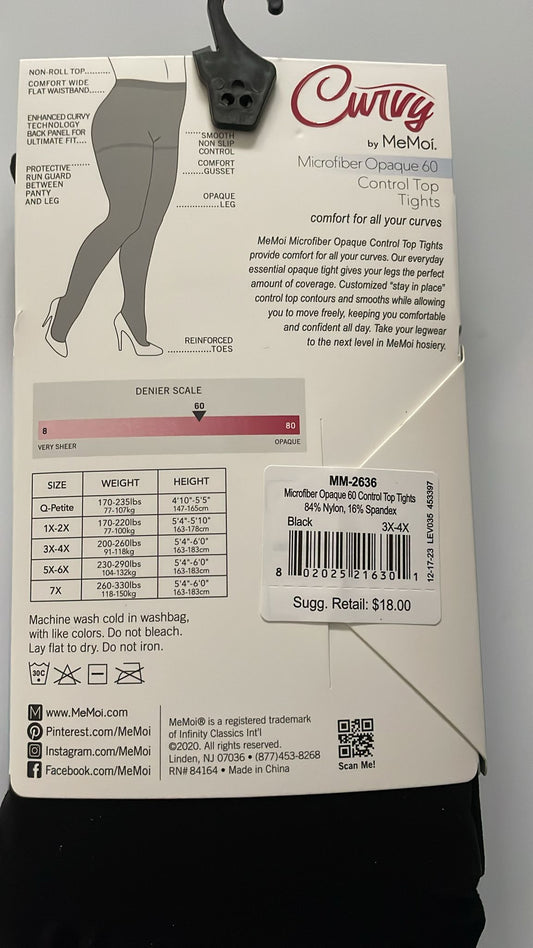 NON-ROLL TOP.........
COMFORT WIDE
FLAT WAISTBAND......
ENHANCED CURVY
TECHNOLOGY
BACK PANEL FOR
ULTIMATE FIT....
PROTECTIVE
RUN GUARD
BETWEEN
PANTY
AND LEG
SMOOTH
NON SLIP
CONTROL
COMFORT
GUSSET
OPAQUE
LEG
REINFORCED
TOES
Curvy
by MeMoí.
Microfiber Opaque 60
Control Top
Tights
comfort for all your curves
MeMoi Microfiber Opaque Control Top Tights
provide comfort for all your curves. Our everyday
essential opaque tight gives your legs the perfect
amount of coverage. Customized "stay in place"
control top contours and smooths while allowing
you to move freely, keeping you comfortable
and confident all day. Take your legwear
to the next level in MeMoi hosiery.
DENIER SCALE
60
8 80
VERY SHEER OPAQUE
SIZE WEIGHT HEIGHT
Q-Petite 170-235lbs 4'10"-5'5"
77-107kg 147-165cm
1X-2X 170-220lbs 5'4"-5'10"
77-100kg 163-178cm
3X-4X 200-260lbs 5'4"-6'0"
91-118kg 163-183cm
5X-6X 230-290lbs 5'4"-6'0"
104-132kg 163-183cm
7X 260-330lbs 5'4"-6'0"
118-150kg 163-183cm
MM-2636
Microfiber Opaque 60 Control Top Tights
84% Nylon, 16% Spandex
Black 3X-4X
8 02025 21630 1
Sugg. Retail: $18.00
12-17-23 LEV035 453397
Machine wash cold in washbag,
with like colors. Do not bleach.
Lay flat to dry. Do not iron.
30C
www.MeMoi.com
Pinterest.com/MeMoi
Instagram.com/MeMoi
Facebook.com/MeMoi
MeMoi® is a registered trademark
of Infinity Classics Int'l
©2020. All rights reserved.
Linden, NJ 07036 • (877)453-8268
RN# 84164 • Made in China
Scan Me!